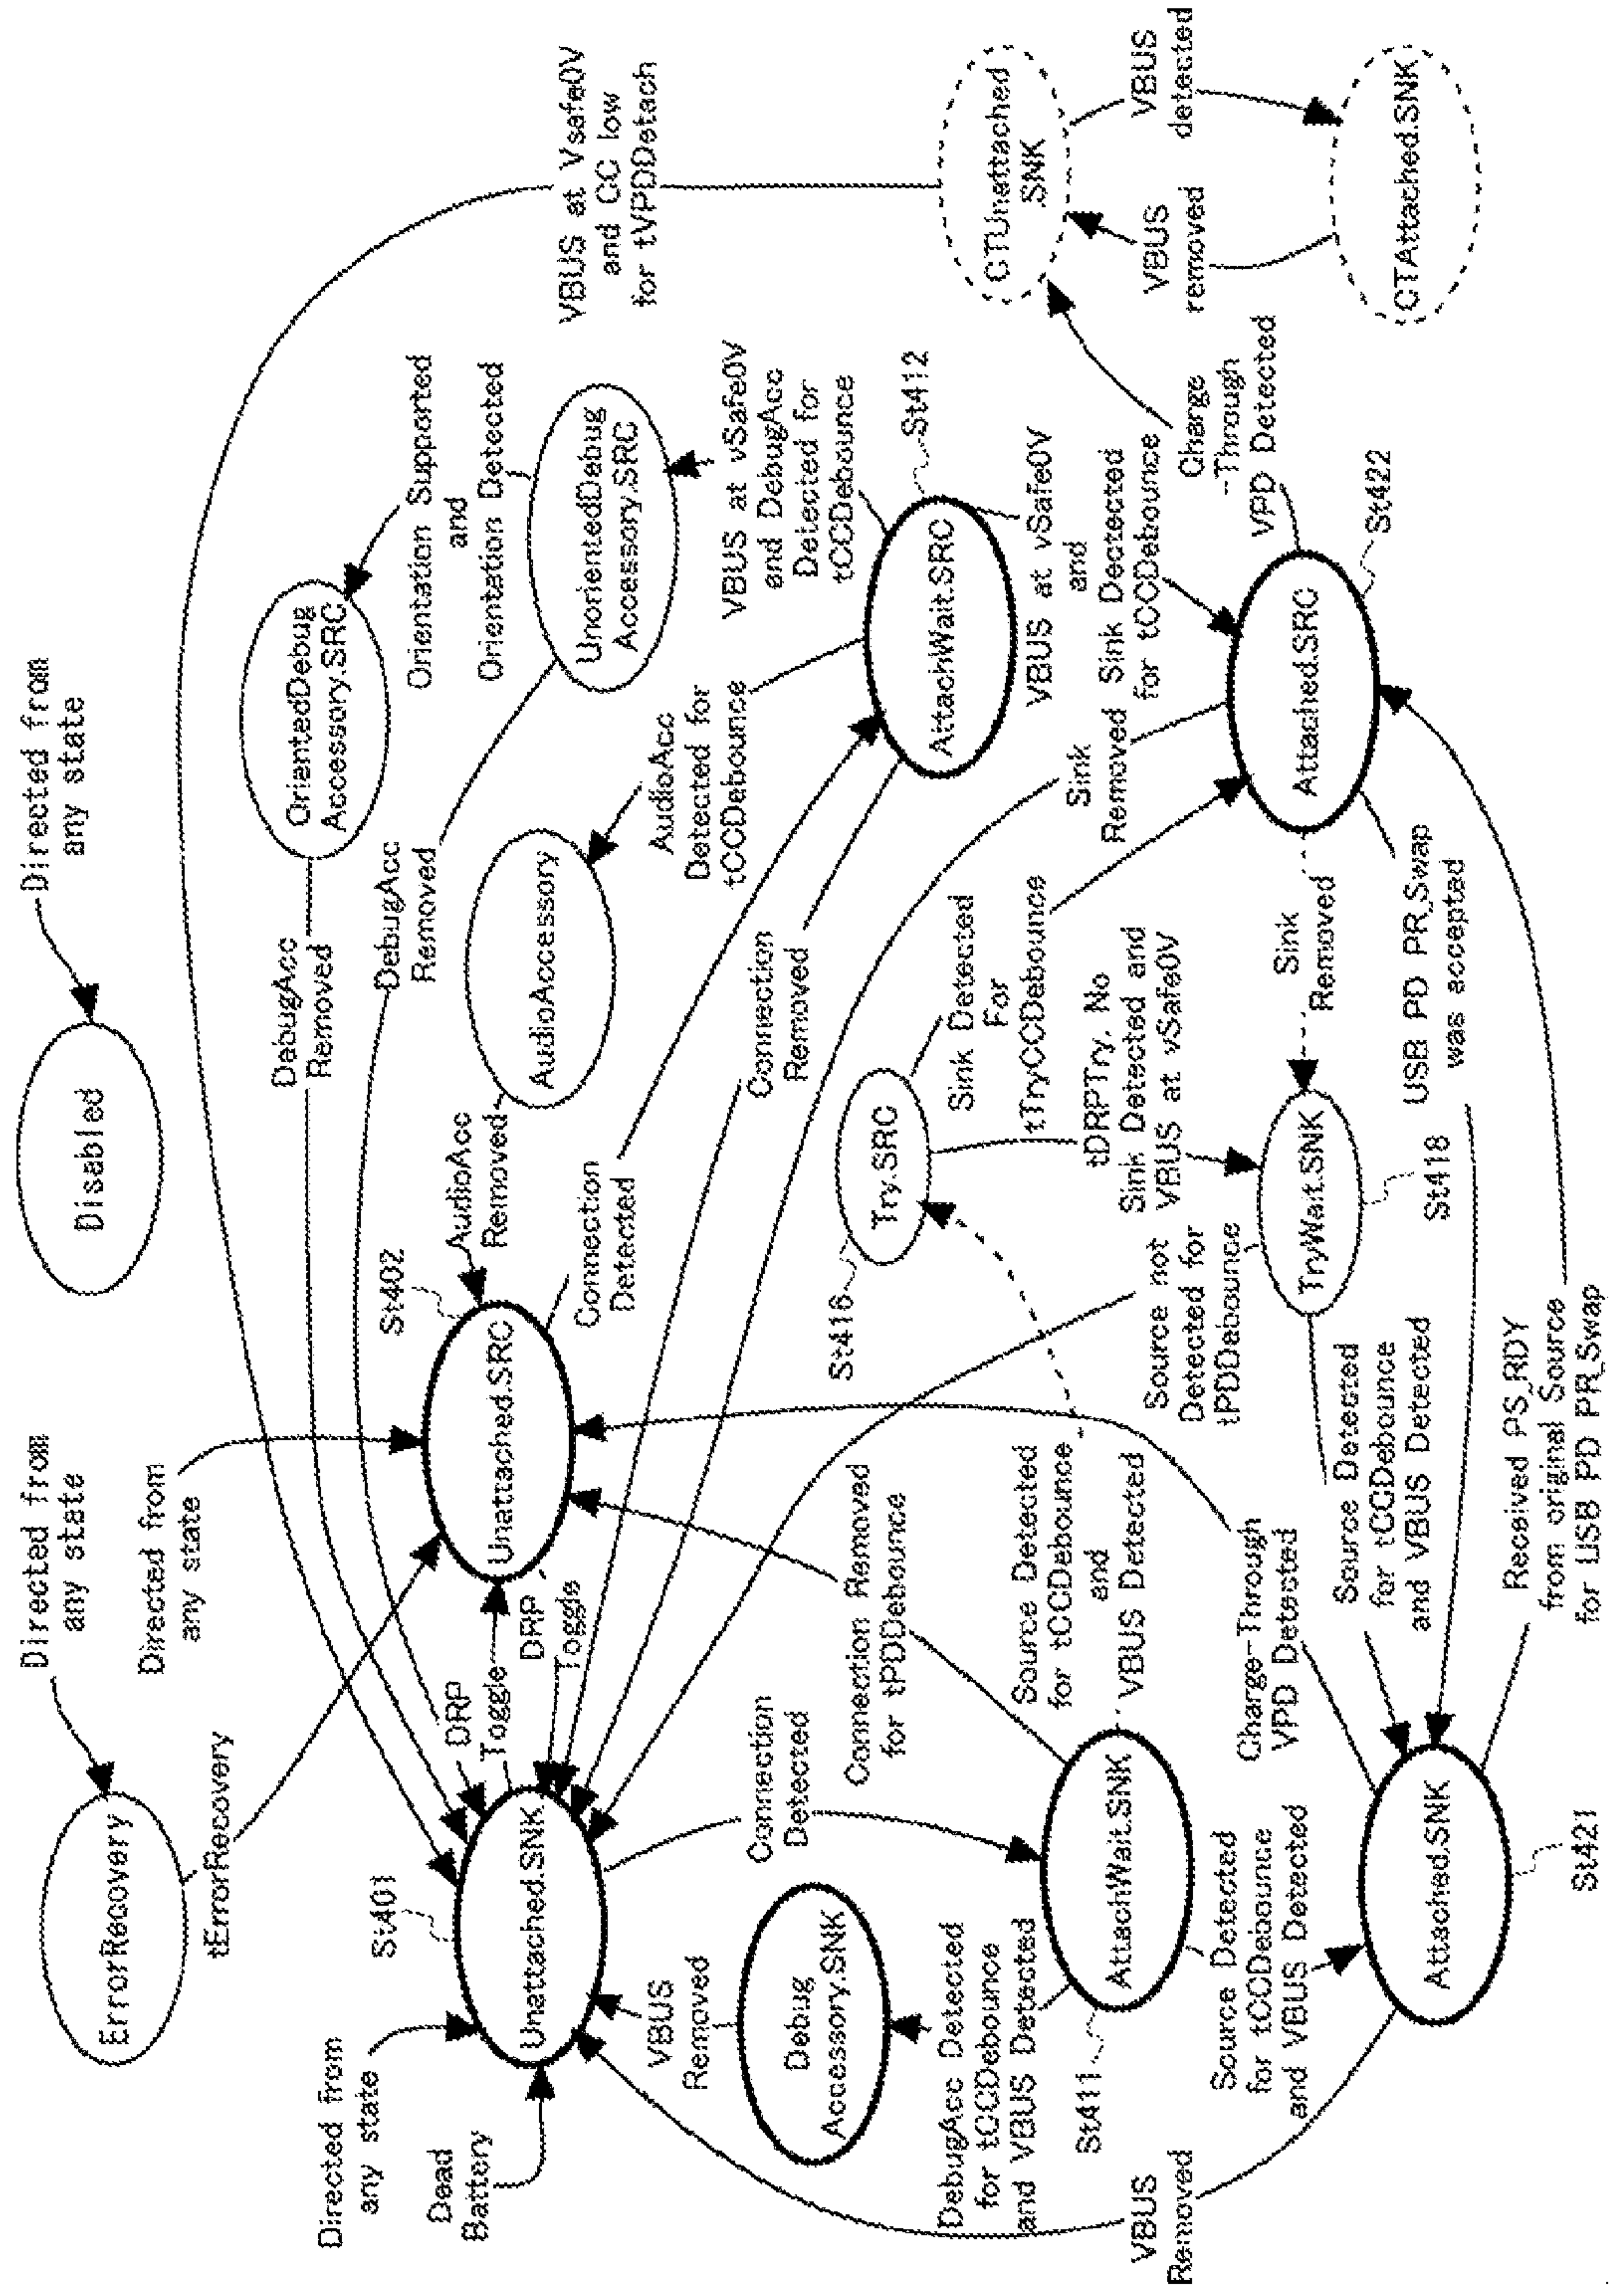 Directed from
any state
ErrorRecovery
tErrorRecovery
Directed from
any state
Directed from
any state
Disabled
Directed from
any state
Dead
Battery
St401
Unattached.SNK
DRP
Toggle
DRP
Toggle
St402
Unattached.SRC
AudioAcc
Removed
AudioAccessory
AudioAcc
Detected for
tCCDebounce
DebugAcc
Removed
OrientedDebug
Accessory.SRC
DebugAcc
Removed
Orientation Supported
and
Orientation Detected
UnorientedDebug
Accessory.SRC
VBUS at vSafe0V
and DebugAcc
Detected for
tCCDebounce
VBUS at Vsafe0V
and CC low
for tVPDDetach
Connection
Detected
Connection
Removed
AttachWait.SRC
St412
VBUS
Removed
Debug
Accessory.SNK
Connection
Detected
DebugAcc Detected
for tCCDebounce
and VBUS Detected
St411
AttachWait.SNK
Connection Removed
for tPDDebounce
Source Detected
for tCCDebounce
and
VBUS Detected
St416
Try.SRC
Sink Detected
For
tTryCCDebounce
tDRPTry. No
Sink Detected and
VBUS at vSafe0V
Sink
Removed
VBUS at vSafe0V
and
Sink Detected
for tCCDebounce
Source not
Detected for
tPDDebounce
TryWait.SNK
St418
Sink
Removed
Attached.SRC
St422
Charge
-Through
VPD Detected
CTUnattached
.SNK
VBUS
removed
VBUS
detected
CTAttached.SNK
VBUS
Removed
Source Detected
for tCCDebounce
and VBUS Detected
Attached.SNK
St421
Charge-Through
VPD Detected
Source Detected
for tCCDebounce
and VBUS Detected
USB PD PR_Swap
was accepted
Received PS_RDY
from original Source
for USB PD PR_Swap